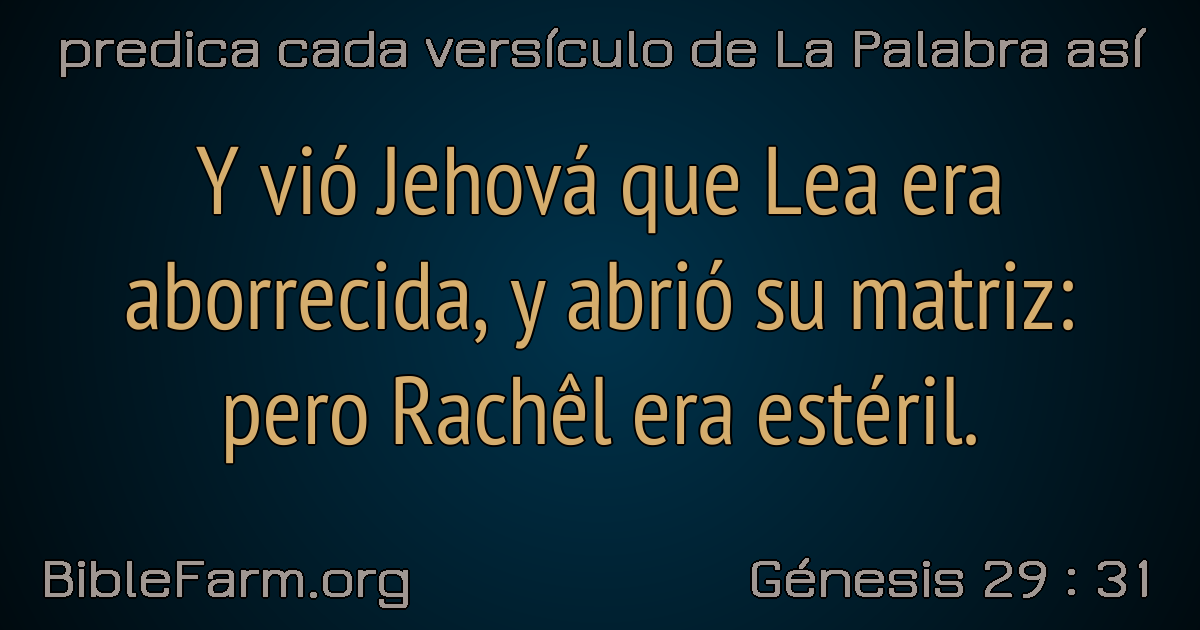 predica cada versículo de La Palabra así
Y vió Jehová que Lea era
aborrecida, y abrió su matriz:
pero Rachêl era estéril.
BibleFarm.org
Génesis 29 : 31